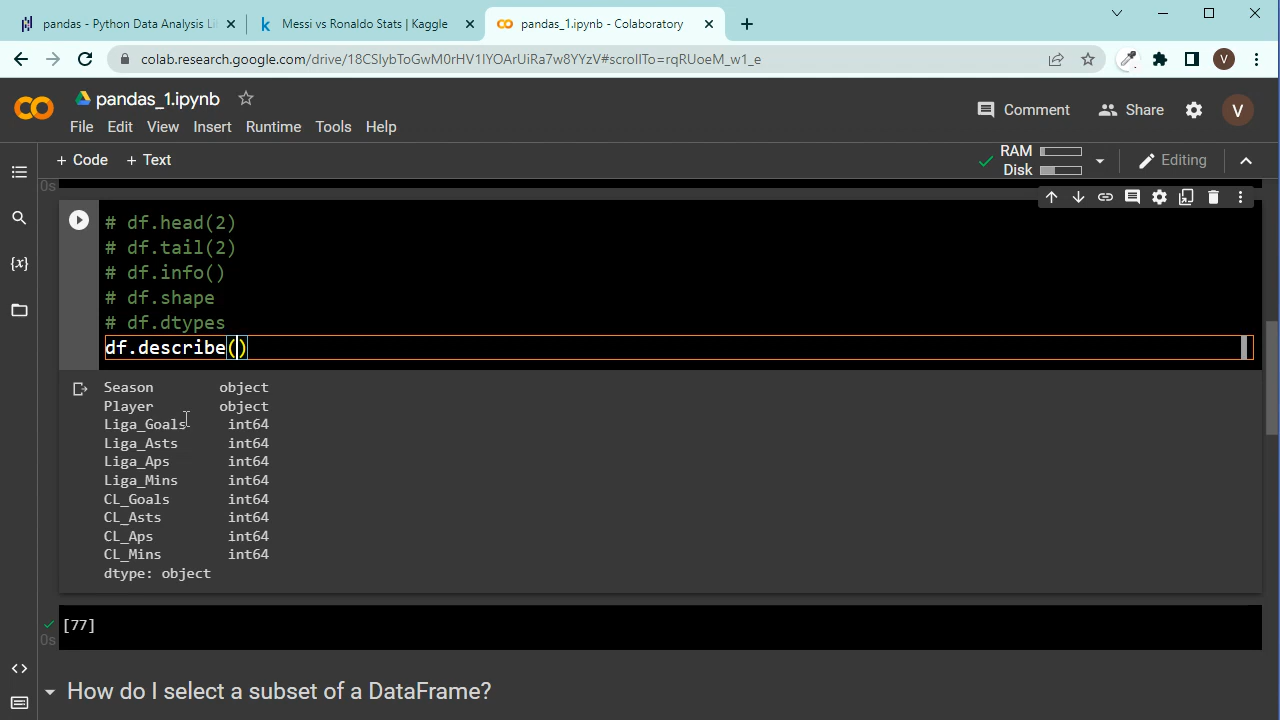 pandas - Python Data Analysis Li
Messi vs Ronaldo Stats | Kaggle
pandas_1.ipynb - Colaboratory
colab.research.google.com/drive/18CSlybToGwM0rHV1IYOArUiRa7w8YYzV#scrollTo=rqRUoeM_w1_e
V
pandas_1.ipynb
File Edit View Insert Runtime Tools Help
Comment Share V
+ Code + Text
RAM
Disk
Editing
0s
# df.head(2)
# df.tail(2)
# df.info()
# df.shape
# df.dtypes
df.describe()
Season object
Player object
Liga_Goals int64
Liga_Asts int64
Liga_Aps int64
Liga_Mins int64
CL_Goals int64
CL_Asts int64
CL_Aps int64
CL_Mins int64
dtype: object
[77]
0s
How do I select a subset of a DataFrame?